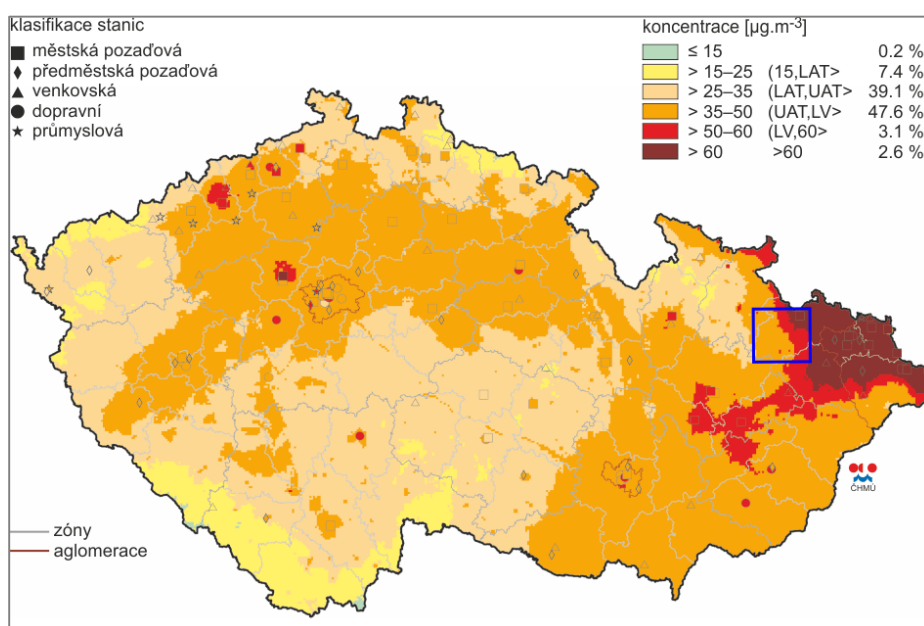 klasifikace stanic
městská pozaďová
předměstská pozaďová
venkovská
dopravní
průmyslová
koncentrace [µg.m-3]
≤ 15 0.2 %
> 15–25 (15,LAT> 7.4 %
> 25–35 (LAT,UAT> 39.1 %
> 35–50 (UAT,LV> 47.6 %
> 50–60 (LV,60> 3.1 %
> 60 >60 2.6 %
ČHMÚ
zóny
aglomerace